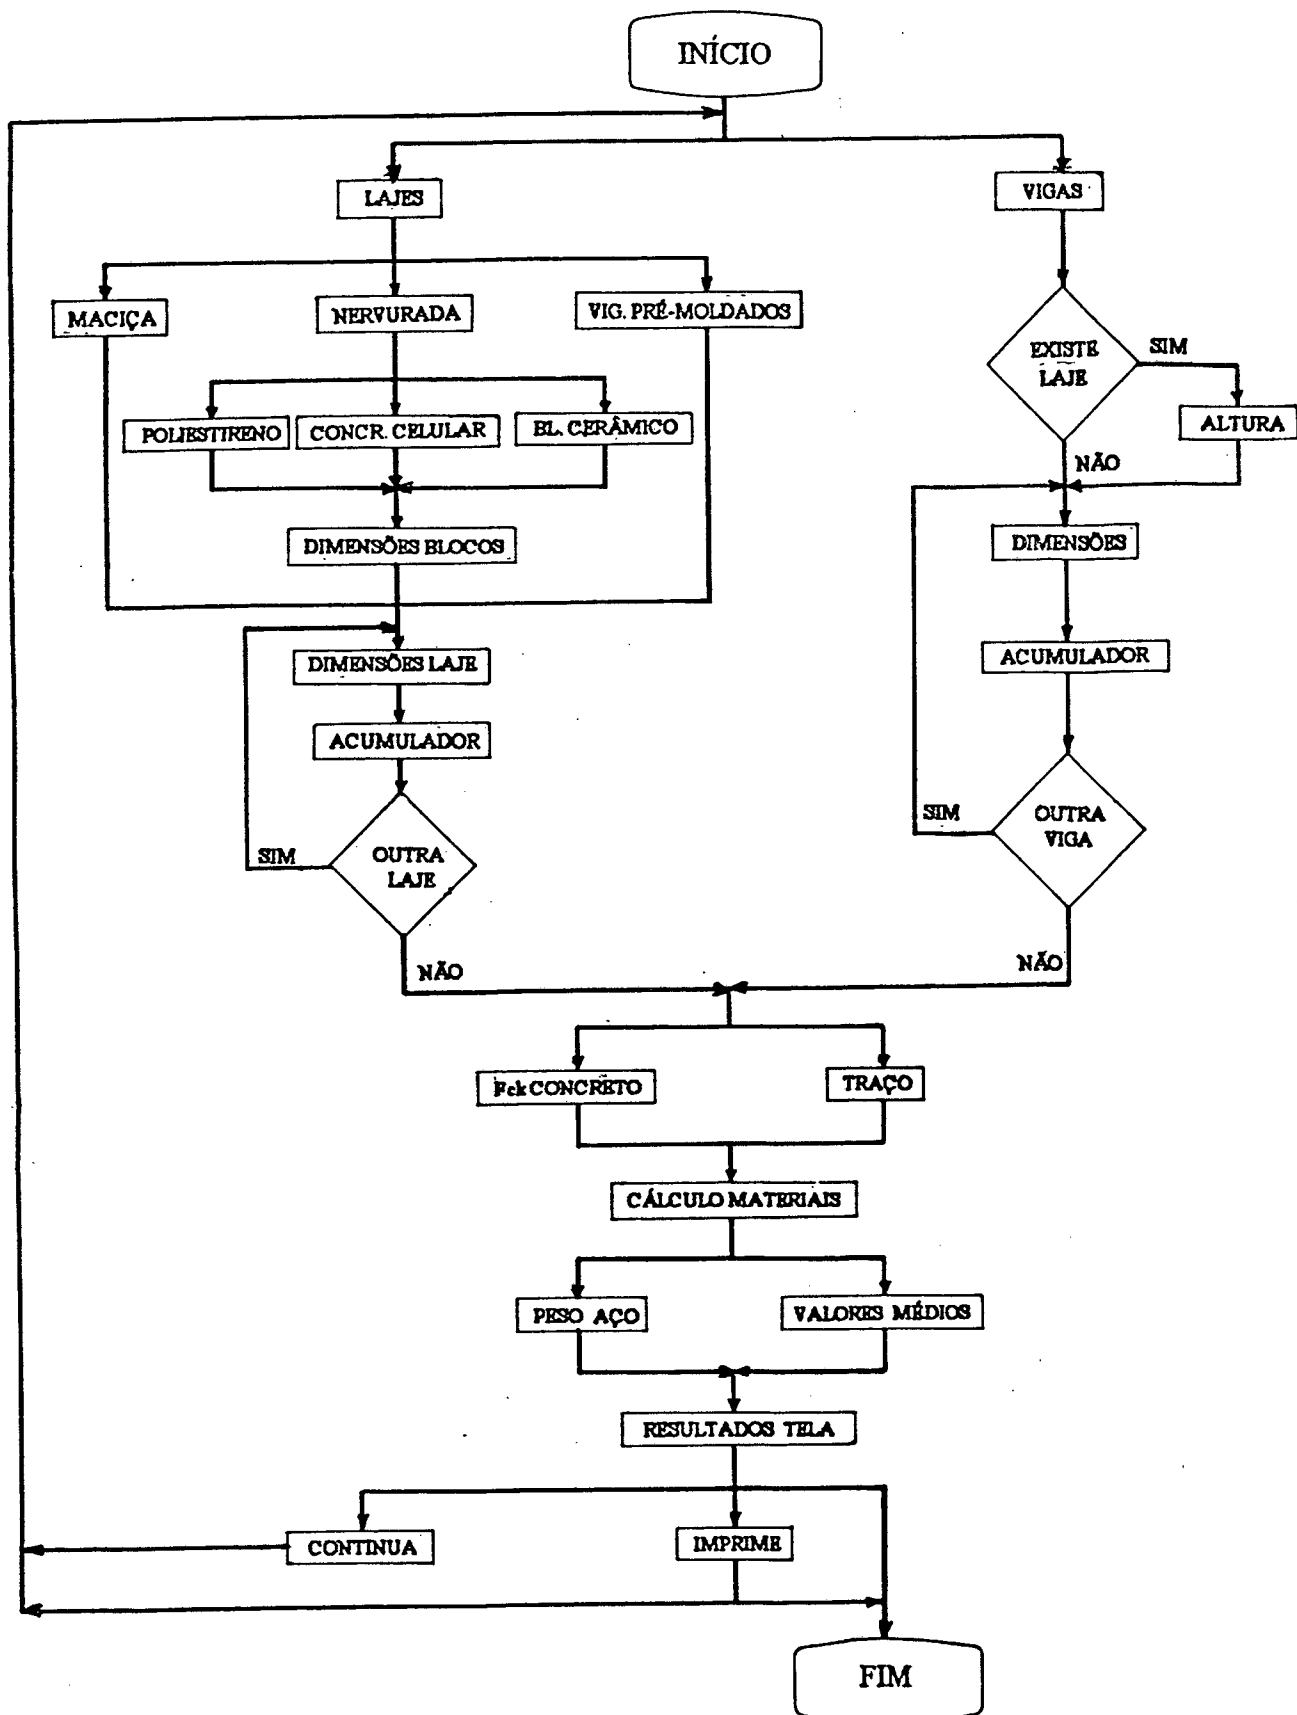 INÍCIO
LAJES
VIGAS
MACIÇA
NERVURADA
VIG. PRÉ-MOLDADOS
EXISTE
LAJE
SIM
POLIESTIRENO
CONCR. CELULAR
BL. CERÂMICO
ALTURA
NÃO
DIMENSÕES BLOCOS
DIMENSÕES
DIMENSÕES LAJE
ACUMULADOR
ACUMULADOR
SIM
OUTRA
VIGA
SIM
OUTRA
LAJE
NÃO
NÃO
Fck CONCRETO
TRAÇO
CÁLCULO MATERIAIS
PESO AÇO
VALORES MÉDIOS
RESULTADOS TELA
CONTINUA
IMPRIME
FIM